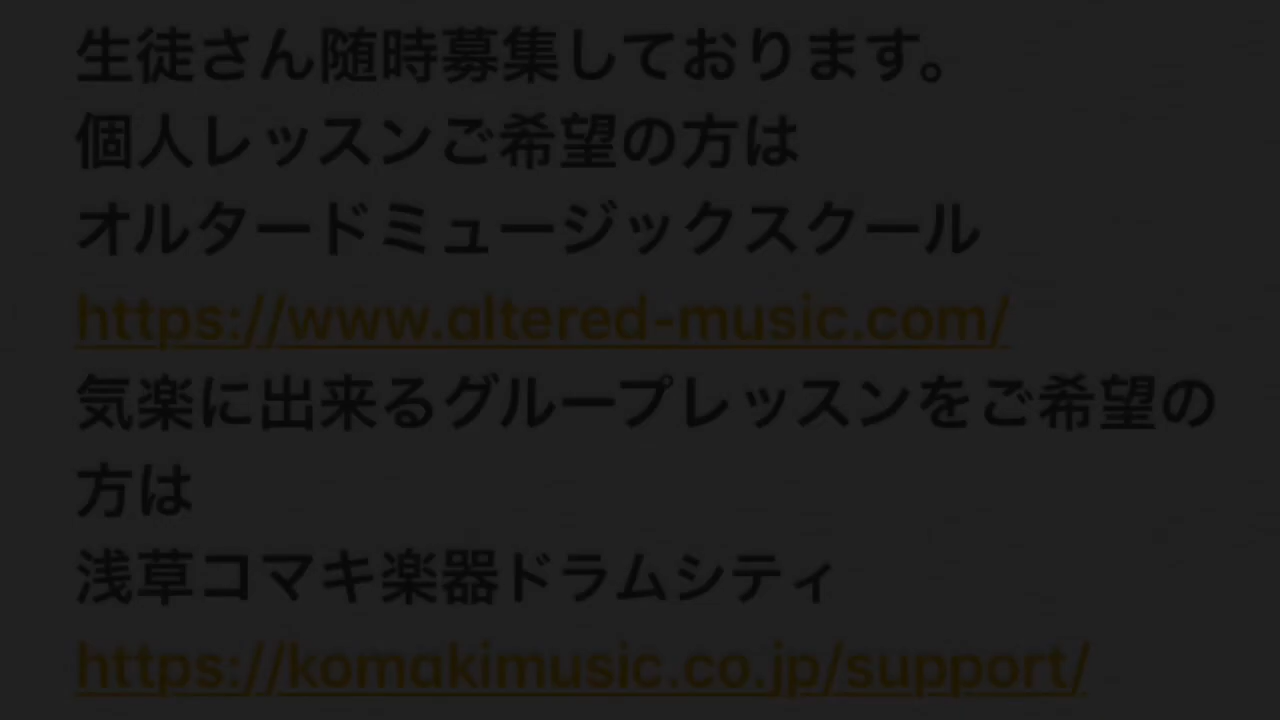 生徒さん随時募集しております。
個人レッスンご希望の方は
オルタードミュージックスクール
https://www.altered-music.com/
気楽に出来るグループレッスンをご希望の
方は
浅草コマキ楽器ドラムシティ
https://komakimusic.co.jp/support/